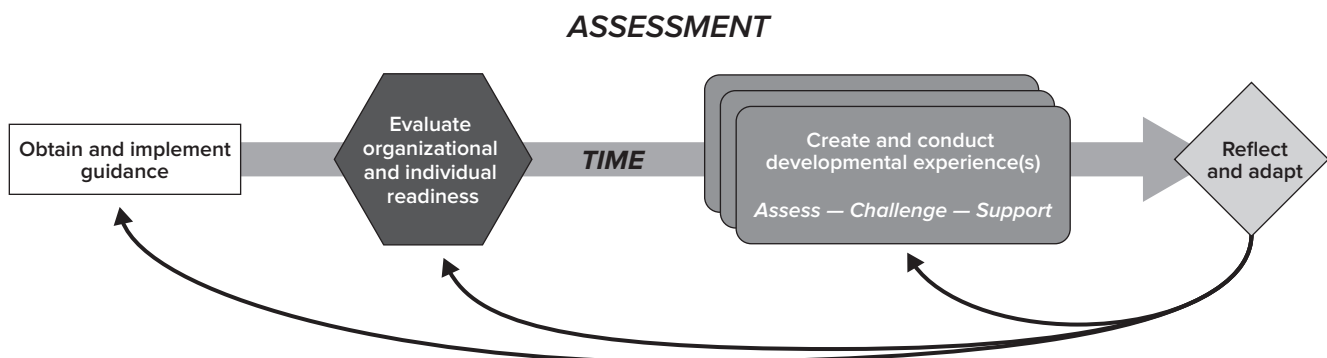 ASSESSMENT
Obtain and implement
guidance
Evaluate
organizational
and individual
readiness
TIME
Create and conduct
developmental experience(s)
Assess — Challenge — Support
Reflect
and adapt